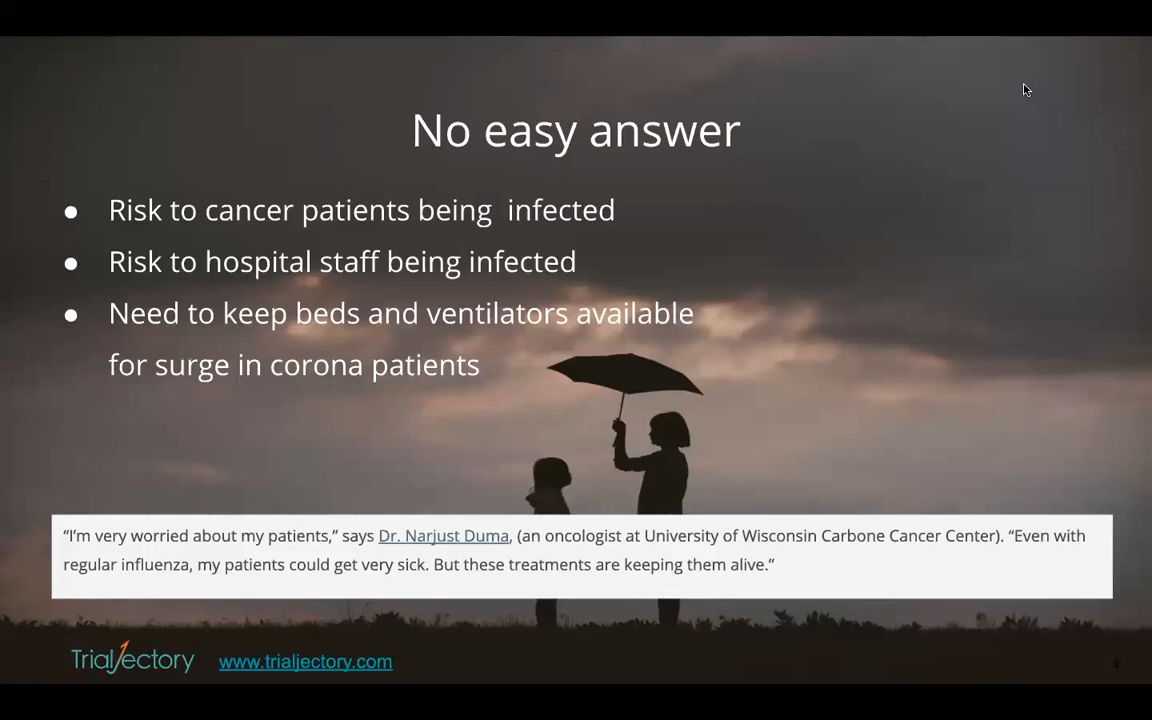 No easy answer
● Risk to cancer patients being  infected
● Risk to hospital staff being infected
● Need to keep beds and ventilators available
for surge in corona patients
“I’m very worried about my patients,” says Dr. Narjust Duma, (an oncologist at University of Wisconsin Carbone Cancer Center). “Even with
regular influenza, my patients could get very sick. But these treatments are keeping them alive.”
Trialjectory www.trialjectory.com 4